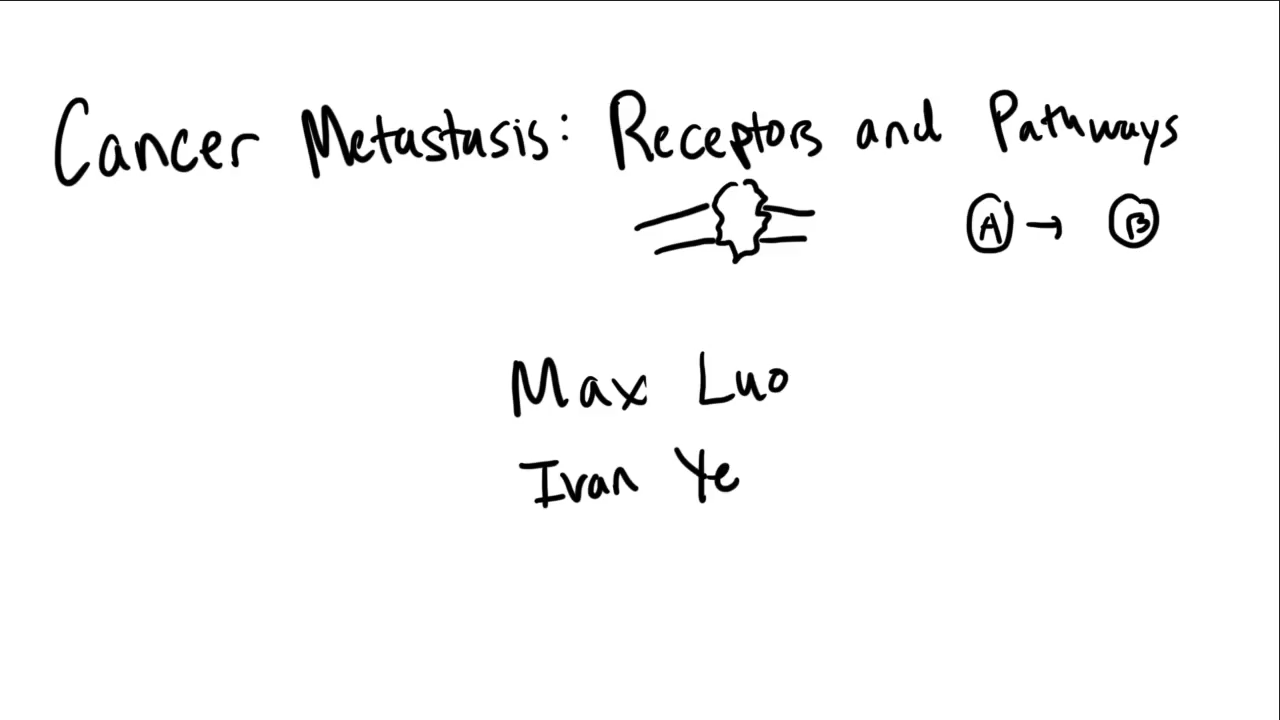 Cancer Metastasis: Receptors and Pathways
A → B
Max Luo
Ivan Ye